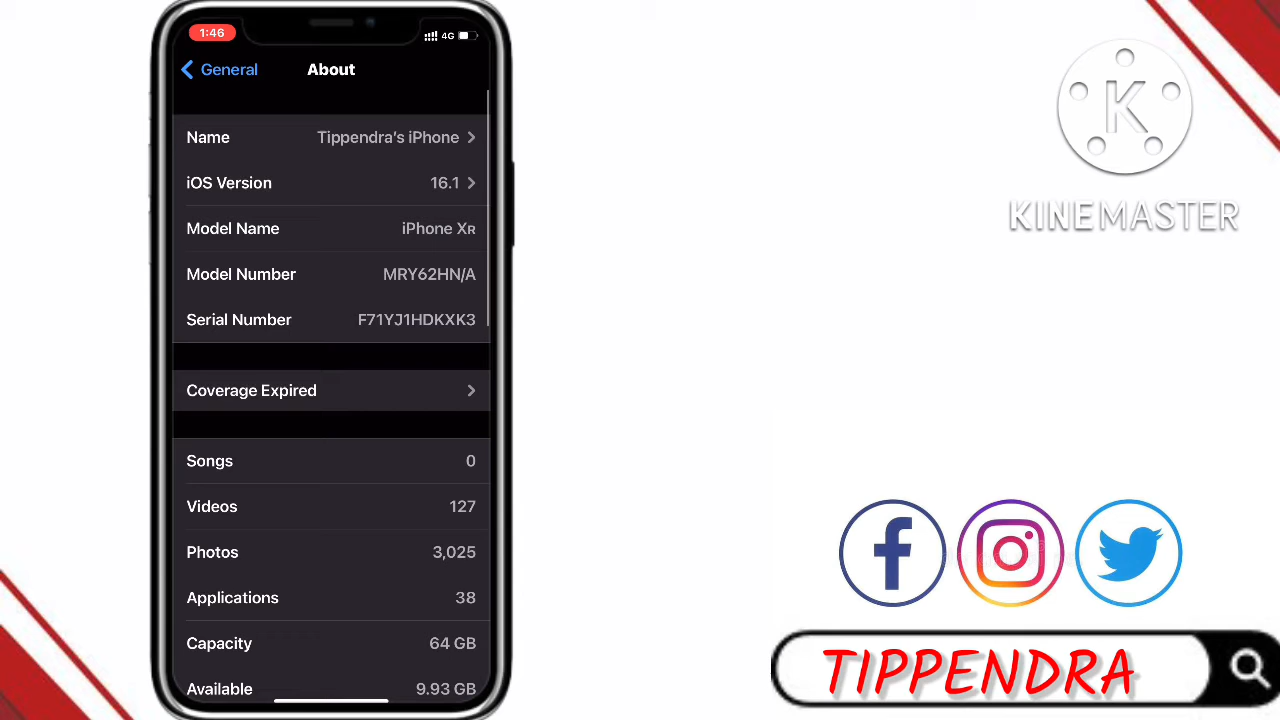 1:46
4G
General
About
Name Tippendra's iPhone
iOS Version 16.1
Model Name iPhone XR
Model Number MRY62HN/A
Serial Number F71YJ1HDKXK3
Coverage Expired
Songs 0
Videos 127
Photos 3,025
Applications 38
Capacity 64 GB
Available 9.93 GB
K
KINEMASTER
TIPPENDRA